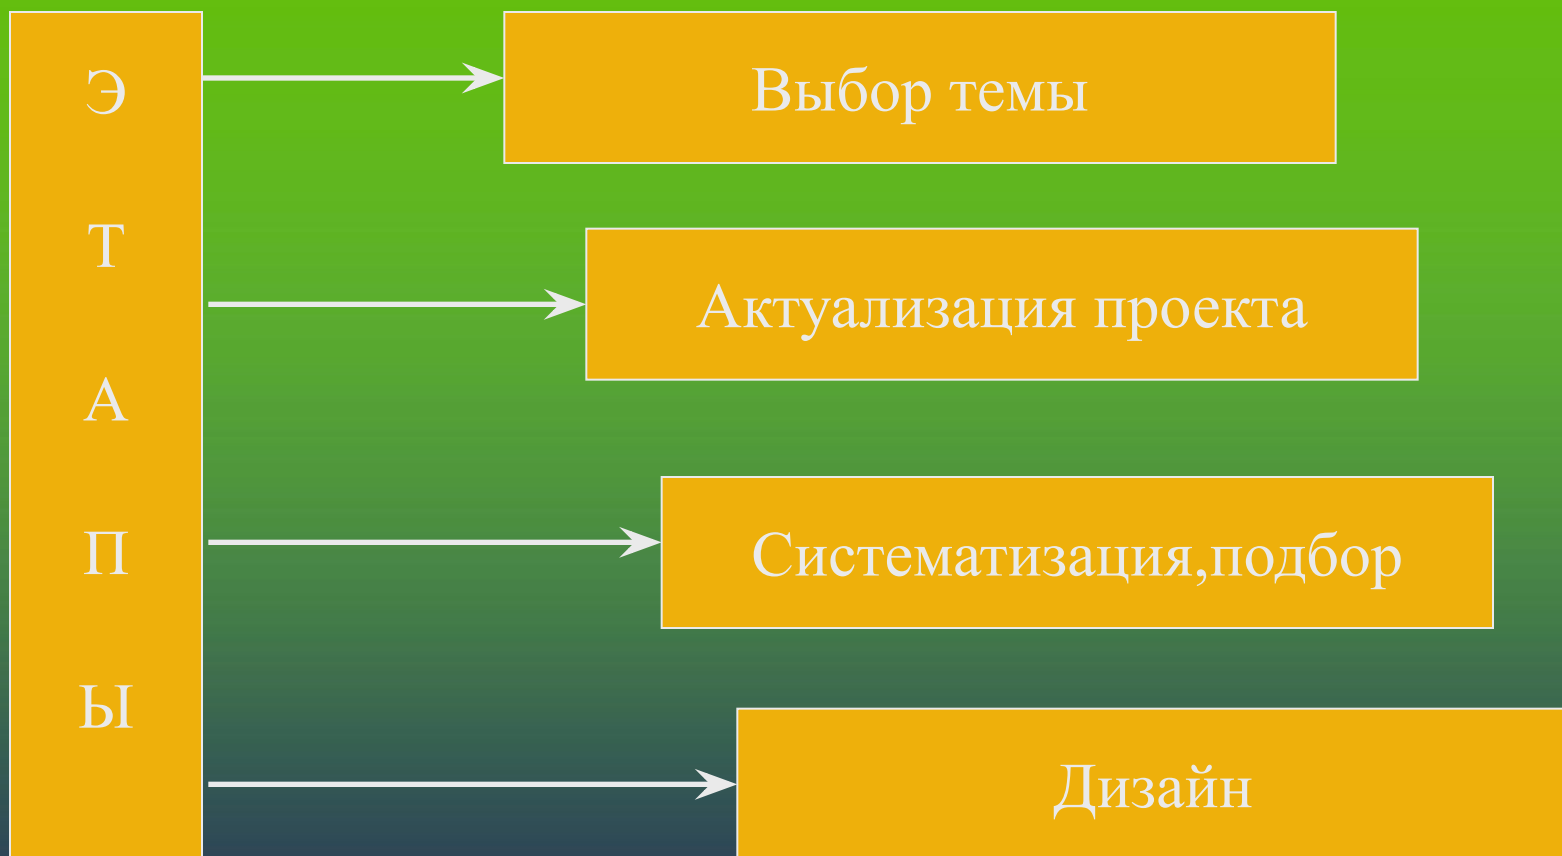 Э
Т
А
П
Ы
Выбор темы
Актуализация проекта
Систематизация,подбор
Дизайн